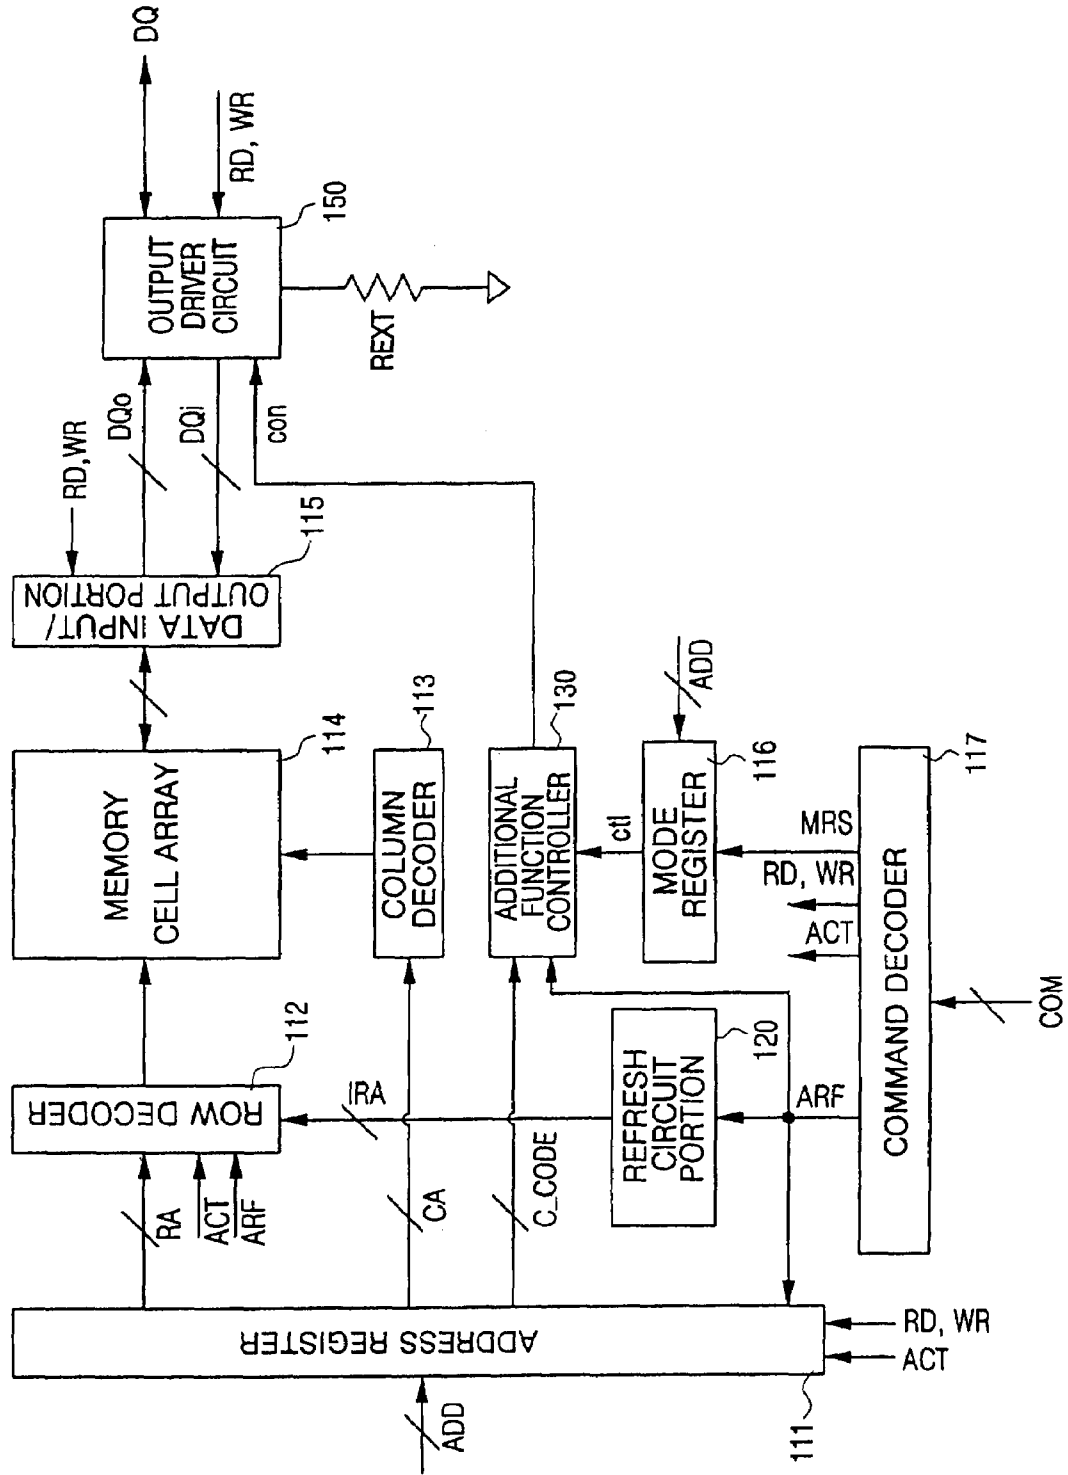 ADD
ADDRESS REGISTER
111
RD, WR
ACT
RA
ACT
ARF
CA
C_CODE
ROW DECODER
112
IRA
REFRESH
CIRCUIT
PORTION
120
ARF
MEMORY
CELL ARRAY
114
COLUMN
DECODER
113
ADDITIONAL
FUNCTION
CONTROLLER
130
ctl
MODE
REGISTER
116
ADD
MRS
RD, WR
ACT
COMMAND DECODER
117
COM
DATA INPUT/
OUTPUT PORTION
115
RD,WR
DQo
DQi
con
OUTPUT
DRIVER
CIRCUIT
150
REXT
DQ
RD, WR